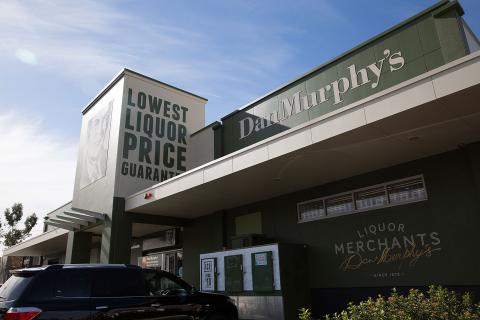 LOWEST
LIQUOR
PRICE
GUARANTEE
Dan Murphy's
LIQUOR
MERCHANTS
Dan Murphy's
SINCE 1952